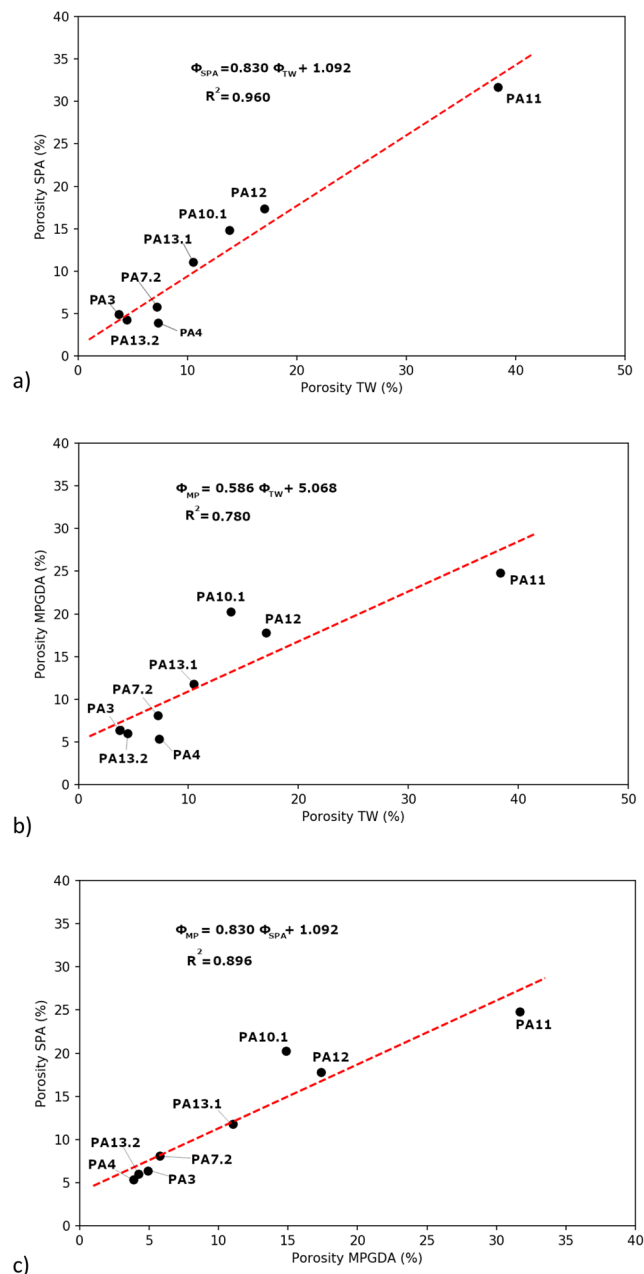 40
35
30
25
20
15
10
5
0
Porosity SPA (%)
Φ_SPA = 0.830 Φ_TW + 1.092
R² = 0.960
PA11
PA12
PA10.1
PA13.1
PA7.2
PA3
PA13.2
PA4
0 10 20 30 40 50
Porosity TW (%)
a)
40
35
30
25
20
15
10
5
0
Porosity MPGDA (%)
Φ_MP = 0.586 Φ_TW + 5.068
R² = 0.780
PA11
PA10.1
PA12
PA13.1
PA7.2
PA3
PA13.2
PA4
0 10 20 30 40 50
Porosity TW (%)
b)
40
35
30
25
20
15
10
5
0
Porosity SPA (%)
Φ_MP = 0.830 Φ_SPA + 1.092
R² = 0.896
PA11
PA10.1
PA12
PA13.1
PA13.2
PA7.2
PA4
PA3
0 5 10 15 20 25 30 35 40
Porosity MPGDA (%)
c)